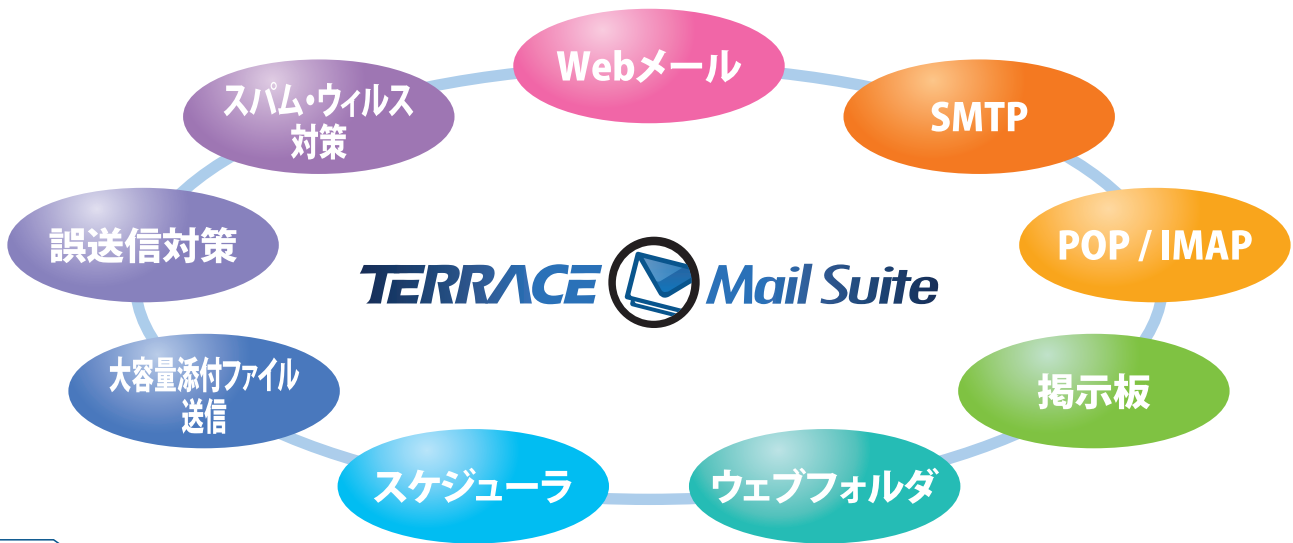 Webメール
スパム・ウィルス
対策
SMTP
誤送信対策
POP / IMAP
TERRACE Mail Suite
大容量添付ファイル
送信
掲示板
スケジューラ
ウェブフォルダ